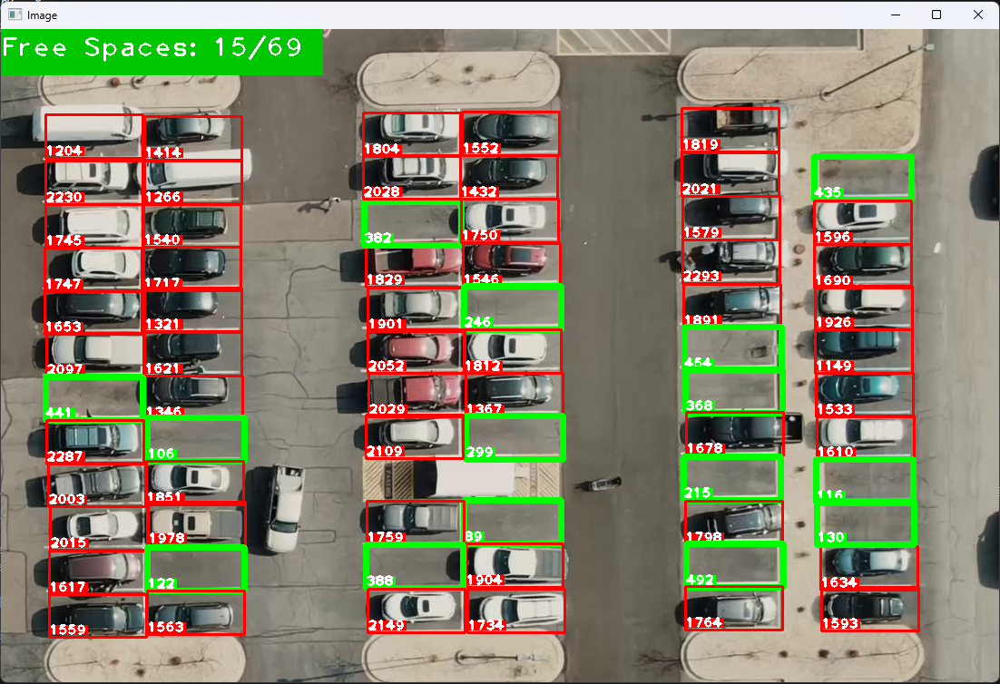 Image
Free Spaces: 15/69
1204 1414 1804 1552 1819
2230 1266 2028 1432 2021 435
1745 1540 382 1750 1579 1596
1747 1717 1829 1546 2293 1690
1653 1321 1901 246 1891 1926
2097 1621 2052 1812 454 1149
441 1346 2029 1367 368 1533
2287 106 2109 299 1678 1610
2003 1851 215 116
2015 1978 1759 89 1798 130
1617 122 388 1904 492 1634
1559 1563 2149 1734 1764 1593